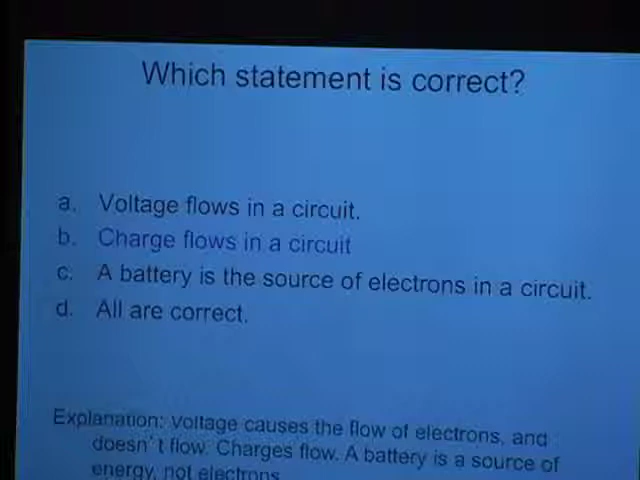 Which statement is correct?
a. Voltage flows in a circuit.
b. Charge flows in a circuit
c. A battery is the source of electrons in a circuit.
d. All are correct.
Explanation: Voltage causes the flow of electrons, and
doesn't flow. Charges flow. A battery is a source of
energy, not electrons